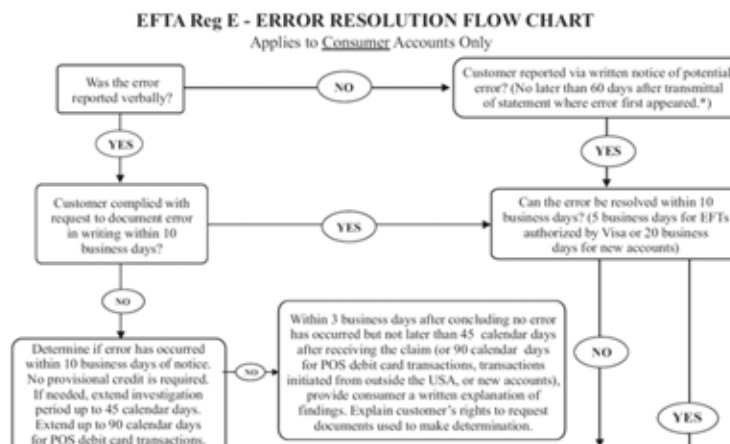 EFTA Reg E - ERROR RESOLUTION FLOW CHART
Applies to Consumer Accounts Only
Was the error
reported verbally?
NO
Customer reported via written notice of potential
error? (No later than 60 days after transmittal
of statement where error first appeared.*)
YES
YES
Customer complied with
request to document error
in writing within 10
business days?
YES
Can the error be resolved within 10
business days? (5 business days for EFTs
authorized by Visa or 20 business
days for new accounts)
NO
Within 3 business days after concluding no error
has occurred but not later than 45 calendar days
after receiving the claim (or 90 calendar days
for POS debit card transactions, transactions
initiated from outside the USA, or new accounts),
provide consumer a written explanation of
findings. Explain customer's rights to request
documents used to make determination.
Determine if error has occurred
within 10 business days of notice.
No provisional credit is required.
If needed, extend investigation
period up to 45 calendar days.
Extend up to 90 calendar days
for POS debit card transactions,
NO
NO
YES